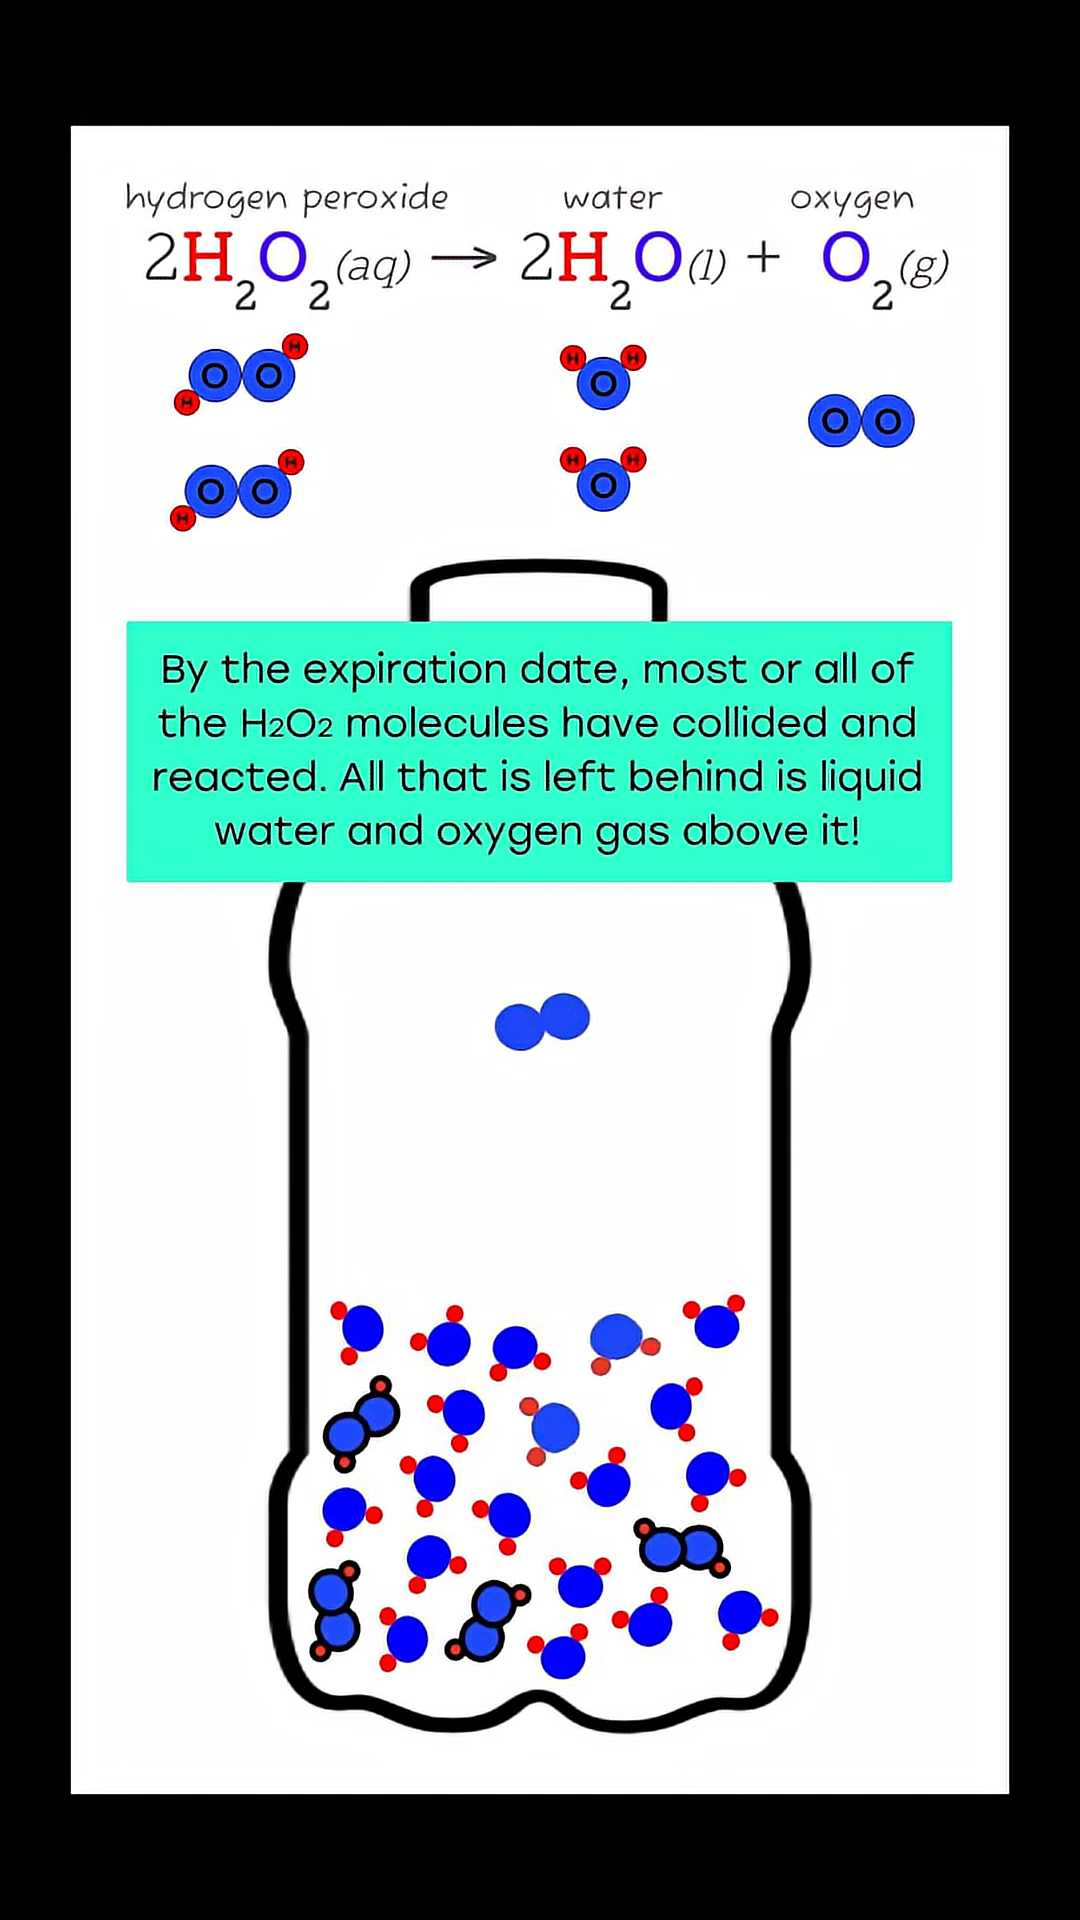 hydrogen peroxide water oxygen
2H₂O₂(aq) → 2H₂O(l) + O₂(g)
H
O O
H
H H
O
O O
H
O O
H
H H
O
By the expiration date, most or all of
the H₂O₂ molecules have collided and
reacted. All that is left behind is liquid
water and oxygen gas above it!